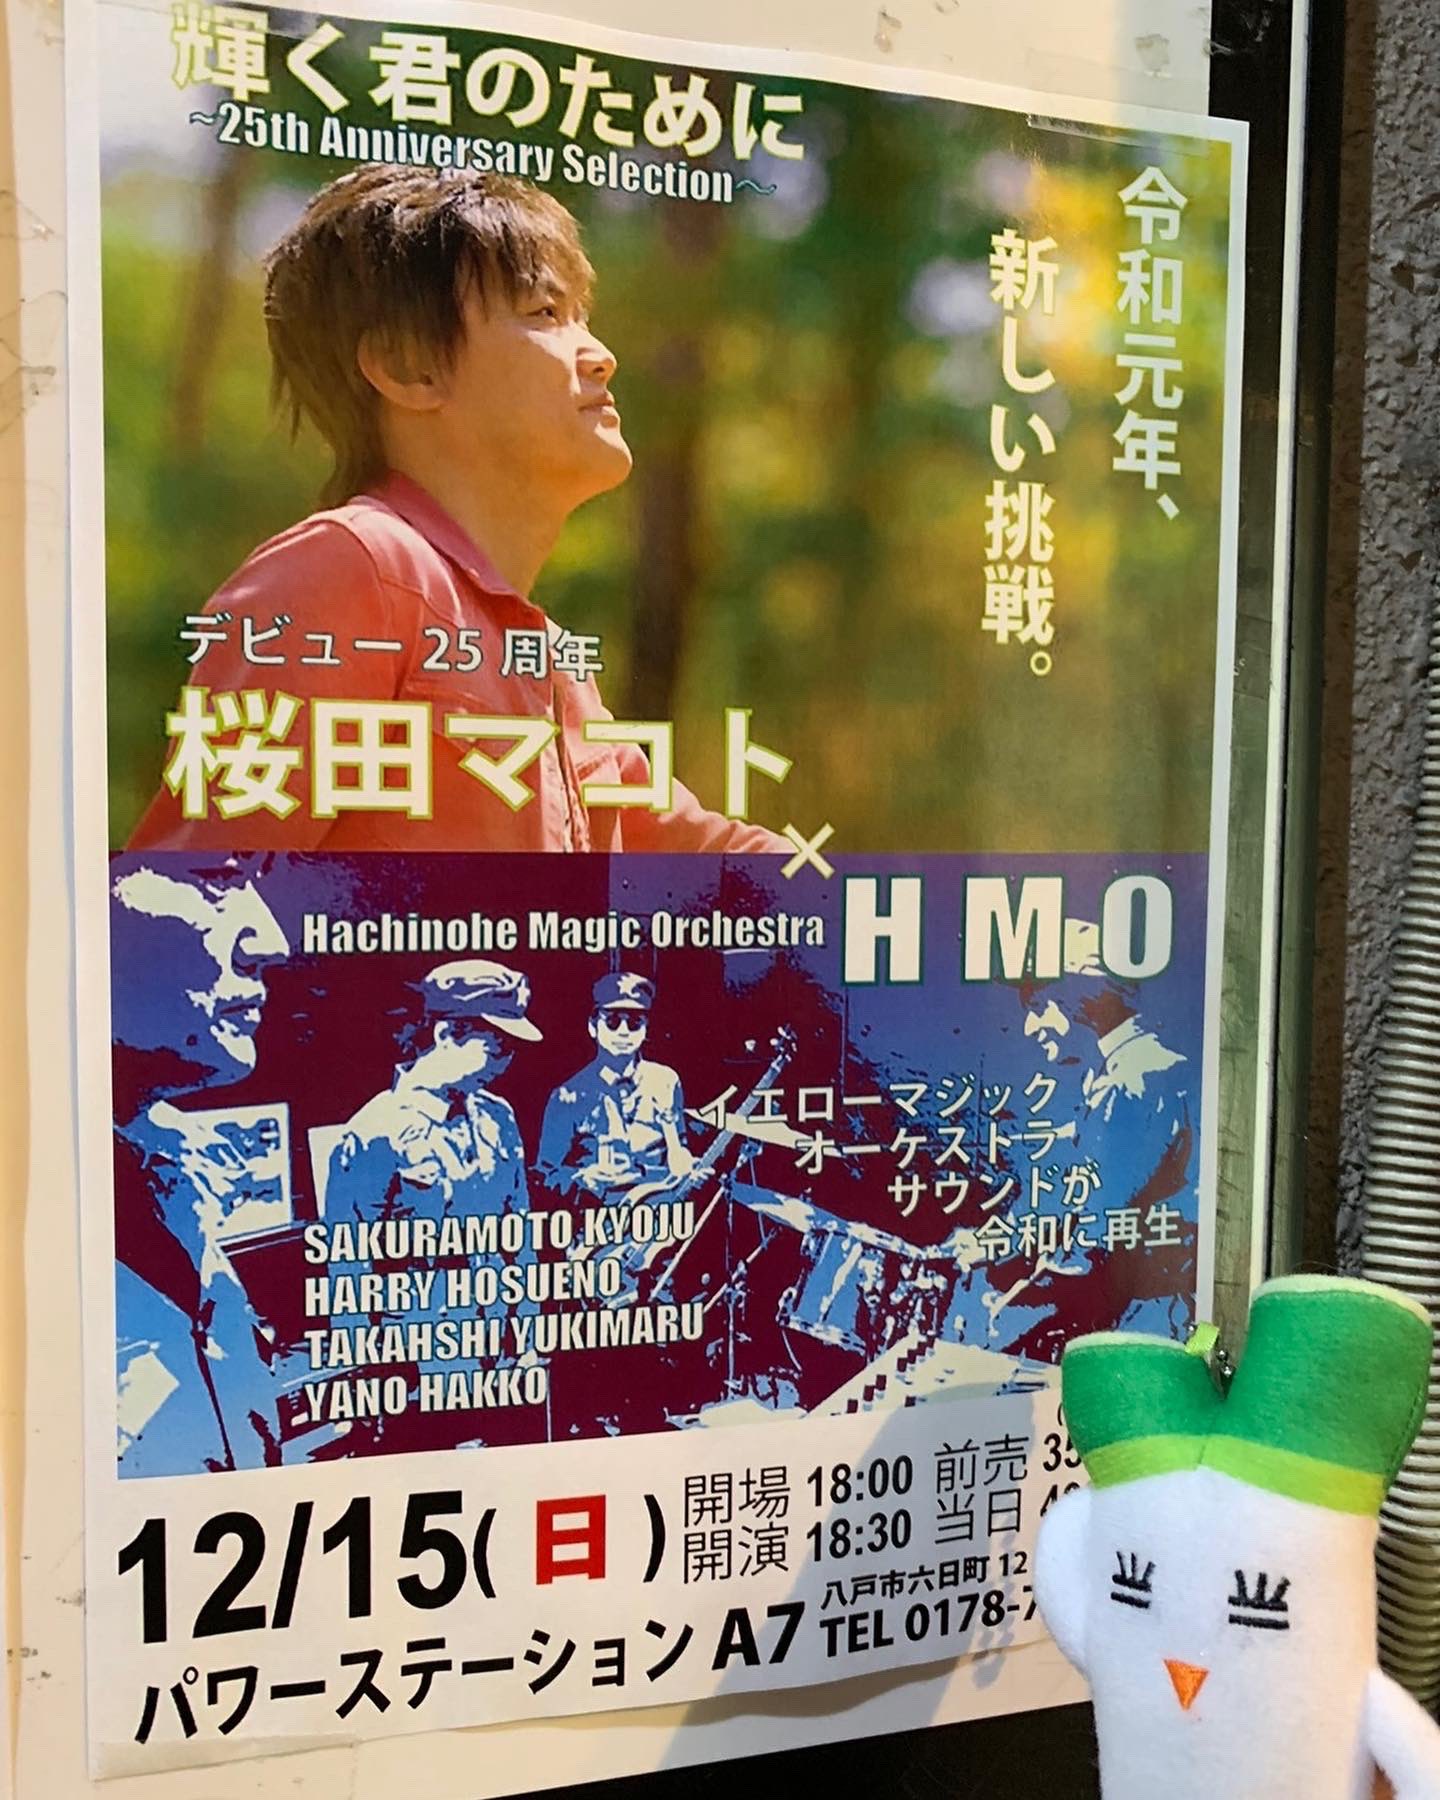 輝く君のために
~25th Anniversary Selection~
令和元年、
新しい挑戦。
デビュー 25 周年
桜田マコト
×
Hachinohe Magic Orchestra H M O
イエローマジック
オーケストラ
サウンドが
令和に再生
SAKURAMOTO KYOJU
HARRY HOSUENO
TAKAHSHI YUKIMARU
YANO HAKKO
12/15(日)
開場 18:00 前売 35
開演 18:30 当日
パワーステーション A7
八戸市六日町 12
TEL 0178-7